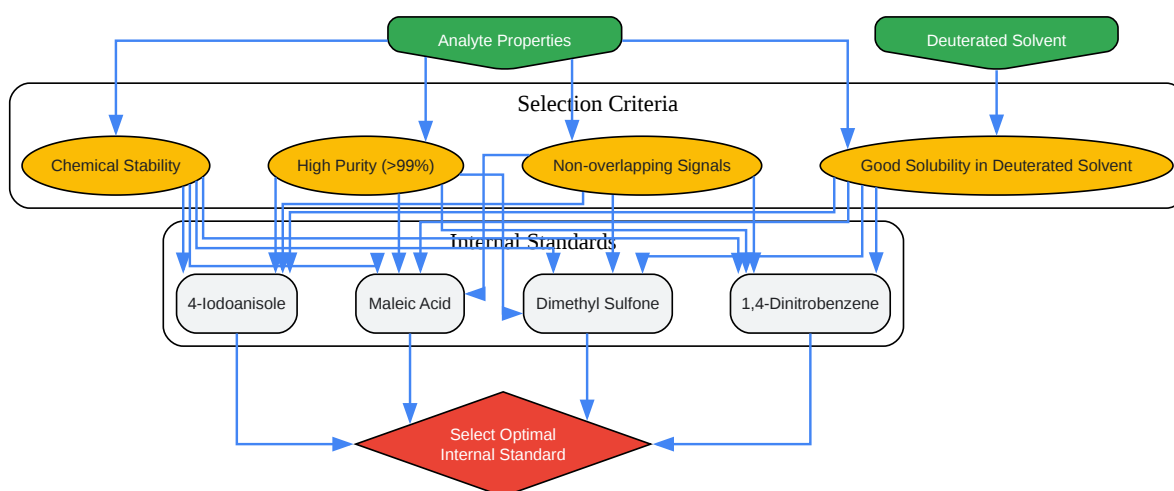 Analyte Properties
Deuterated Solvent
Selection Criteria
Chemical Stability
High Purity (>99%)
Non-overlapping Signals
Good Solubility in Deuterated Solvent
Internal Standards
4-Iodoanisole
Maleic Acid
Dimethyl Sulfone
1,4-Dinitrobenzene
Select Optimal
Internal Standard